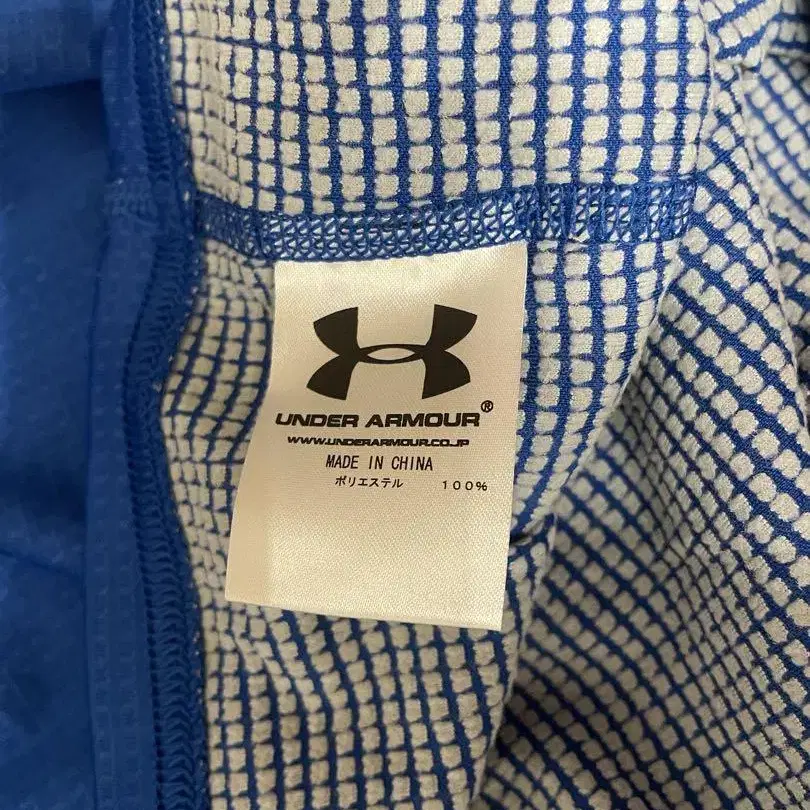 UNDER ARMOUR®
WWW.UNDERARMOUR.CO.JP
MADE IN CHINA
ポリエステル 100%